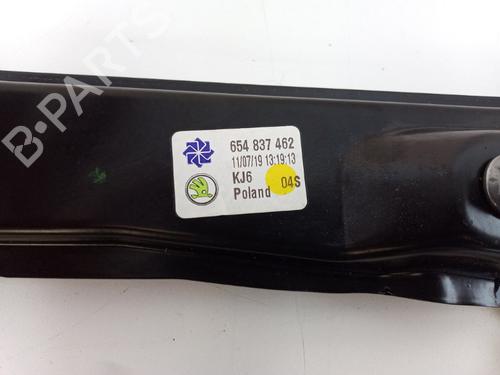 B-Parts
654 837 462
11/07/19 13:19:13
KJ6
Poland 04S